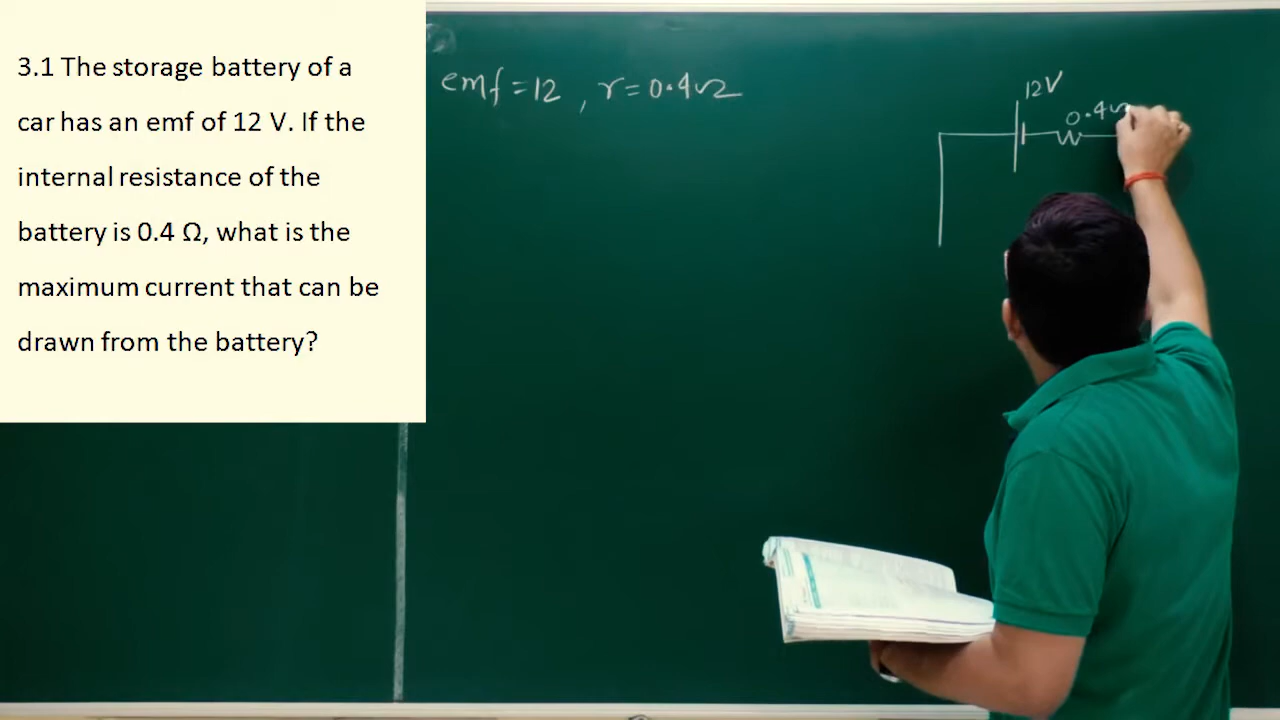 3.1 The storage battery of a
car has an emf of 12 V. If the
internal resistance of the
battery is 0.4 Ω, what is the
maximum current that can be
drawn from the battery?
emf = 12 , r = 0.4Ω
12V
0.4Ω